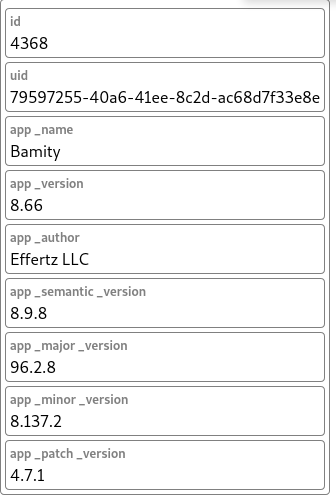 id
4368
uid
79597255-40a6-41ee-8c2d-ac68d7f33e8e
app _name
Bamity
app _version
8.66
app _author
Effertz LLC
app _semantic _version
8.9.8
app _major _version
96.2.8
app _minor _version
8.137.2
app _patch _version
4.7.1